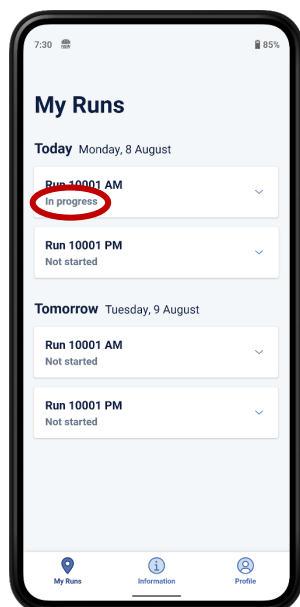 7:30 85%
My Runs
Today Monday, 8 August
Run 10001 AM
In progress
Run 10001 PM
Not started
Tomorrow Tuesday, 9 August
Run 10001 AM
Not started
Run 10001 PM
Not started
My Runs Information Profile